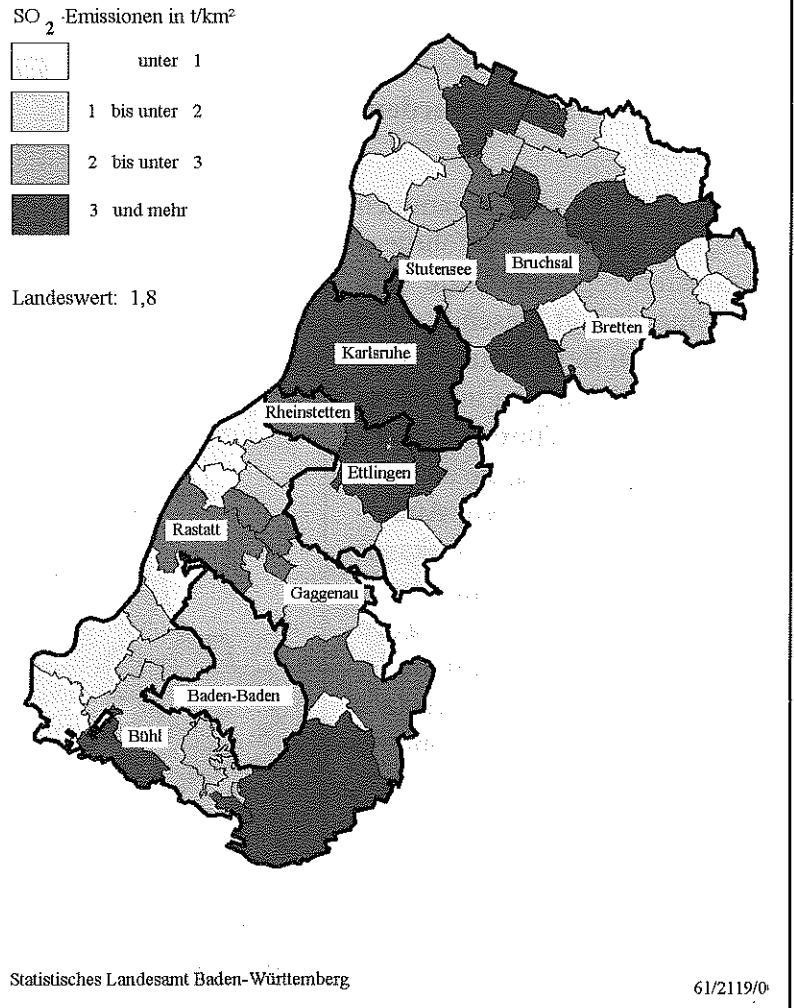 SO₂-Emissionen in t/km²
unter 1
1 bis unter 2
2 bis unter 3
3 und mehr
Landeswert: 1,8
Stutensee
Bruchsal
Bretten
Karlsruhe
Rheinstetten
Ettlingen
Rastatt
Gaggenau
Baden-Baden
Bühl
Statistisches Landesamt Baden-Württemberg
61/2119/0